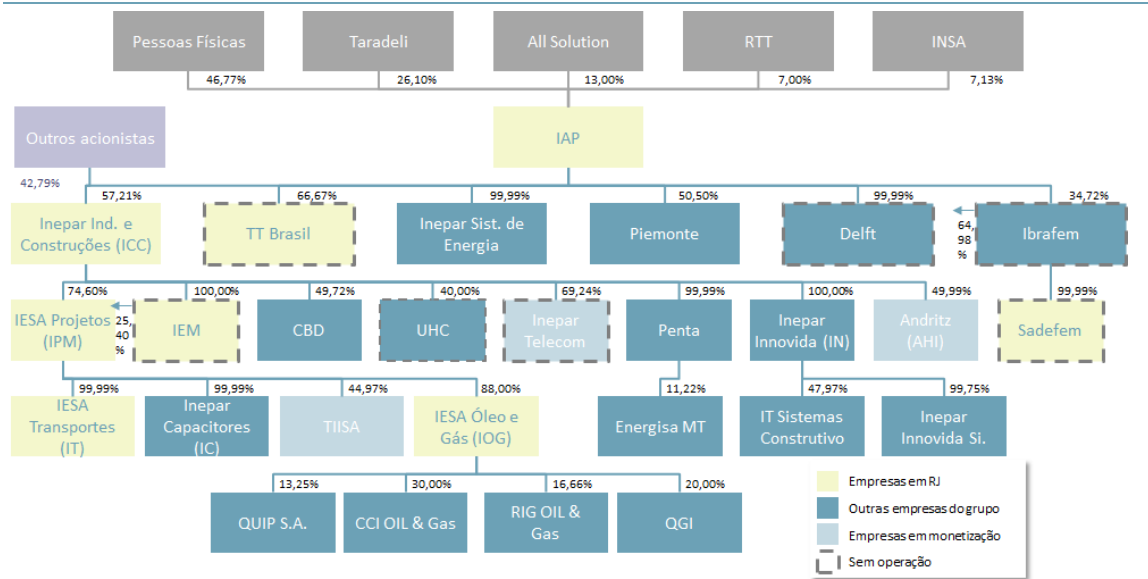 Pessoas Físicas
Taradeli
All Solution
RTT
INSA
46,77%
26,10%
13,00%
7,00%
7,13%
Outros acionistas
IAP
42,79%
57,21%
66,67%
99,99%
50,50%
99,99%
34,72%
Inepar Ind. e
Construções (ICC)
TT Brasil
Inepar Sist. de
Energia
Piemonte
Delft
64,
98
%
Ibrafem
74,60%
100,00%
49,72%
40,00%
69,24%
99,99%
100,00%
49,99%
99,99%
IESA Projetos
(IPM)
25,
40
%
IEM
CBD
UHC
Inepar
Telecom
Penta
Inepar
Innovida (IN)
Andritz
(AHI)
Sadefem
99,99%
99,99%
44,97%
88,00%
11,22%
47,97%
99,75%
IESA
Transportes
(IT)
Inepar
Capacitores
(IC)
TIISA
IESA Óleo e
Gás (IOG)
Energisa MT
IT Sistemas
Construtivo
Inepar
Innovida Si.
13,25%
30,00%
16,66%
20,00%
QUIP S.A.
CCI OIL & Gas
RIG OIL &
Gas
QGI
Empresas em RJ
Outras empresas do grupo
Empresas em monetização
Sem operação